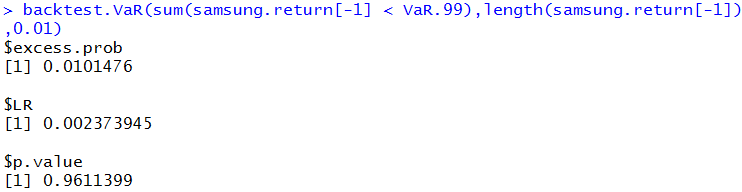 > backtest.VaR(sum(samsung.return[-1] < VaR.99),length(samsung.return[-1])
,0.01)
$excess.prob
[1] 0.0101476
$LR
[1] 0.002373945
$p.value
[1] 0.9611399